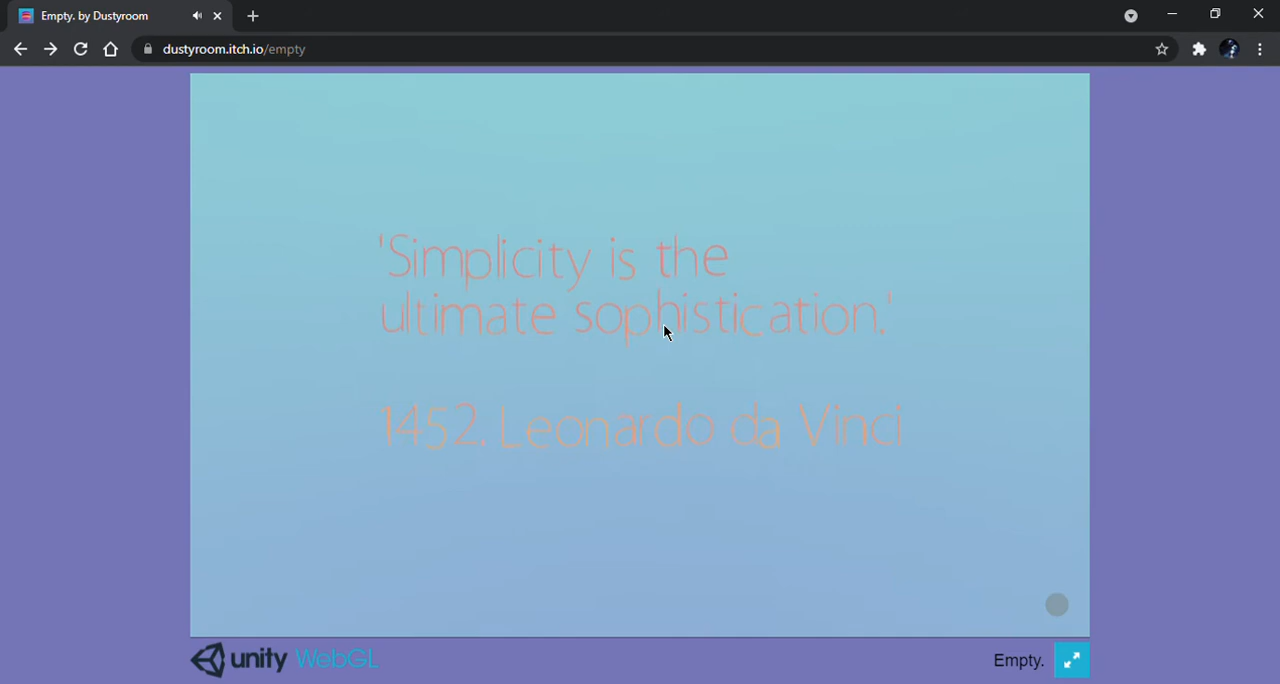 Empty. by Dustyroom
dustyroom.itch.io/empty
'Simplicity is the
ultimate sophistication.'
1452. Leonardo da Vinci
unity WebGL
Empty.